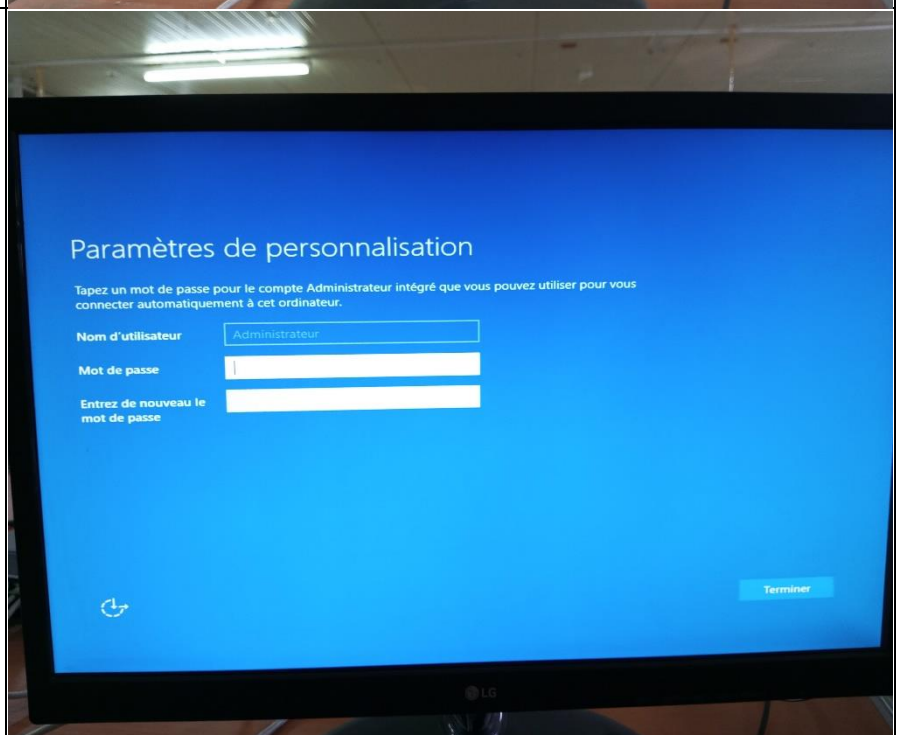 Paramètres de personnalisation
Tapez un mot de passe pour le compte Administrateur intégré que vous pouvez utiliser pour vous
connecter automatiquement à cet ordinateur.
Nom d'utilisateur
Administrateur
Mot de passe
Entrez de nouveau le
mot de passe
Terminer
LG